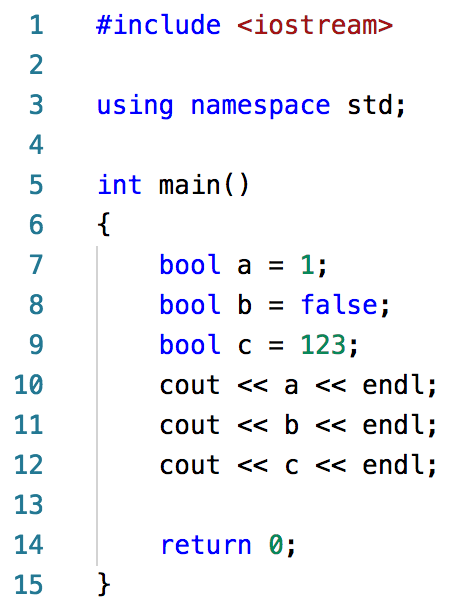 1 #include <iostream>
2
3 using namespace std;
4
5 int main()
6 {
7     bool a = 1;
8     bool b = false;
9     bool c = 123;
10     cout << a << endl;
11     cout << b << endl;
12     cout << c << endl;
13
14     return 0;
15 }